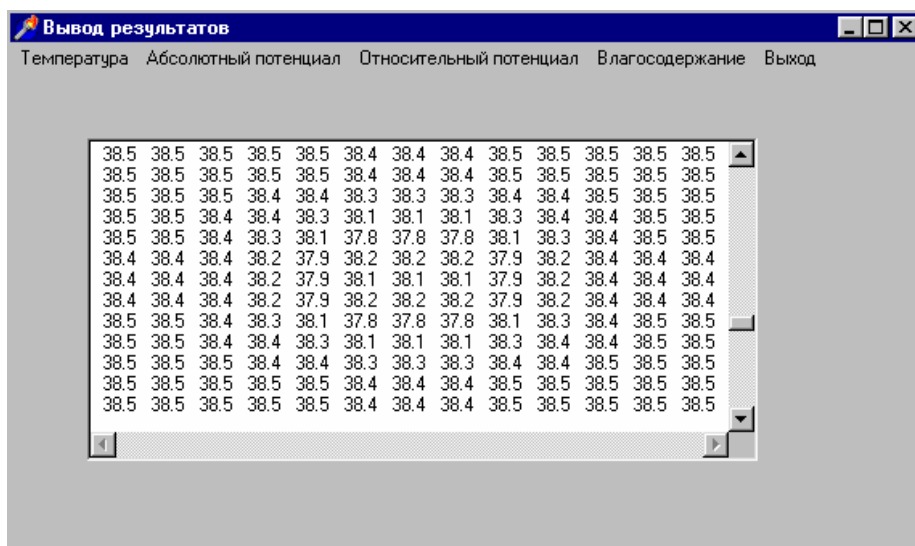 Вывод результатов
Температура Абсолютный потенциал Относительный потенциал Влагосодержание Выход
38.5 38.5 38.5 38.5 38.5 38.4 38.4 38.4 38.5 38.5 38.5 38.5 38.5
38.5 38.5 38.5 38.5 38.5 38.4 38.4 38.4 38.5 38.5 38.5 38.5 38.5
38.5 38.5 38.5 38.4 38.4 38.3 38.3 38.3 38.4 38.4 38.5 38.5 38.5
38.5 38.5 38.4 38.4 38.3 38.1 38.1 38.1 38.3 38.4 38.4 38.5 38.5
38.5 38.5 38.4 38.3 38.1 37.8 37.8 37.8 38.1 38.3 38.4 38.5 38.5
38.4 38.4 38.4 38.2 37.9 38.2 38.2 38.2 37.9 38.2 38.4 38.4 38.4
38.4 38.4 38.4 38.2 37.9 38.1 38.1 38.1 37.9 38.2 38.4 38.4 38.4
38.4 38.4 38.4 38.2 37.9 38.2 38.2 38.2 37.9 38.2 38.4 38.4 38.4
38.5 38.5 38.4 38.3 38.1 37.8 37.8 37.8 38.1 38.3 38.4 38.5 38.5
38.5 38.5 38.4 38.4 38.3 38.1 38.1 38.1 38.3 38.4 38.4 38.5 38.5
38.5 38.5 38.5 38.4 38.4 38.3 38.3 38.3 38.4 38.4 38.5 38.5 38.5
38.5 38.5 38.5 38.5 38.5 38.4 38.4 38.4 38.5 38.5 38.5 38.5 38.5
38.5 38.5 38.5 38.5 38.5 38.4 38.4 38.4 38.5 38.5 38.5 38.5 38.5